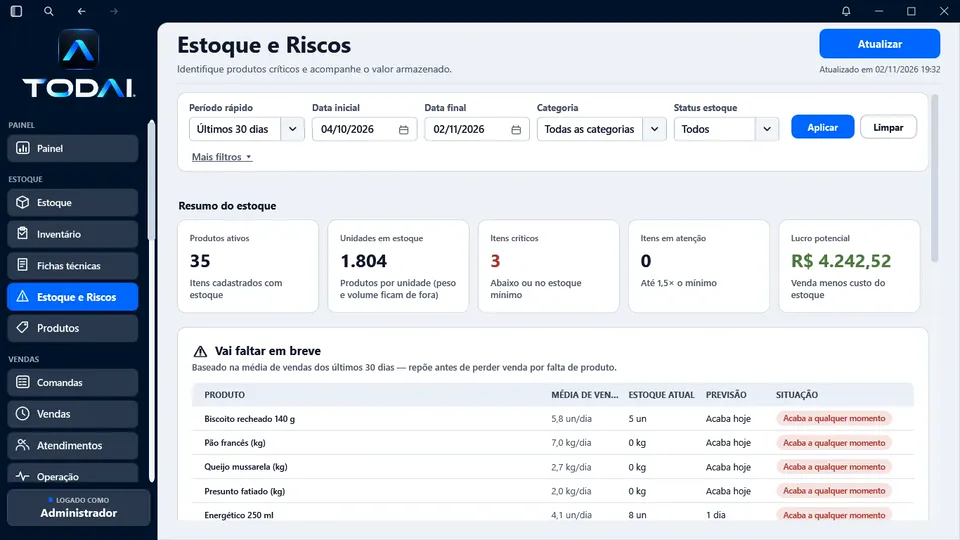 TODAI.
PAINEL
Painel
ESTOQUE
Estoque
Inventário
Fichas técnicas
Estoque e Riscos
Produtos
VENDAS
Comandas
Vendas
Atendimentos
Operação
LOGADO COMO
Administrador
Estoque e Riscos
Identifique produtos críticos e acompanhe o valor armazenado.
Atualizar
Atualizado em 02/11/2026 19:32
Período rápido Data inicial Data final Categoria Status estoque
Últimos 30 dias 04/10/2026 02/11/2026 Todas as categorias Todos Aplicar Limpar
Mais filtros
Resumo do estoque
Produtos ativos
35
Itens cadastrados com
estoque
Unidades em estoque
1.804
Produtos por unidade (peso
e volume ficam de fora)
Itens críticos
3
Abaixo ou no estoque
mínimo
Itens em atenção
0
Até 1,5× o mínimo
Lucro potencial
R$ 4.242,52
Venda menos custo do
estoque
Vai faltar em breve
Baseado na média de vendas dos últimos 30 dias — repõe antes de perder venda por falta de produto.
PRODUTO MÉDIA DE VEN... ESTOQUE ATUAL PREVISÃO SITUAÇÃO
Biscoito recheado 140 g 5,8 un/dia 5 un Acaba hoje Acaba a qualquer momento
Pão francês (kg) 7,0 kg/dia 0 kg Acaba hoje Acaba a qualquer momento
Queijo mussarela (kg) 2,7 kg/dia 0 kg Acaba hoje Acaba a qualquer momento
Presunto fatiado (kg) 2,0 kg/dia 0 kg Acaba hoje Acaba a qualquer momento
Energético 250 ml 4,1 un/dia 8 un 1 dia Acaba a qualquer momento